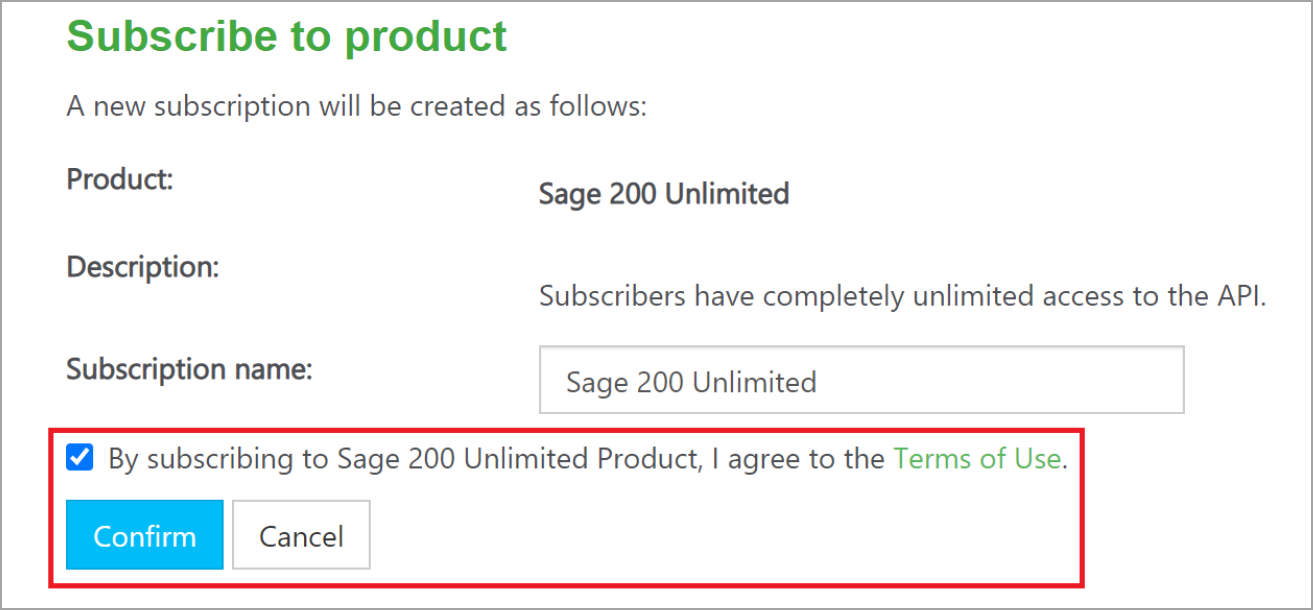 Subscribe to product
A new subscription will be created as follows:
Product:
Sage 200 Unlimited
Description:
Subscribers have completely unlimited access to the API.
Subscription name:
Sage 200 Unlimited
By subscribing to Sage 200 Unlimited Product, I agree to the Terms of Use.
Confirm Cancel